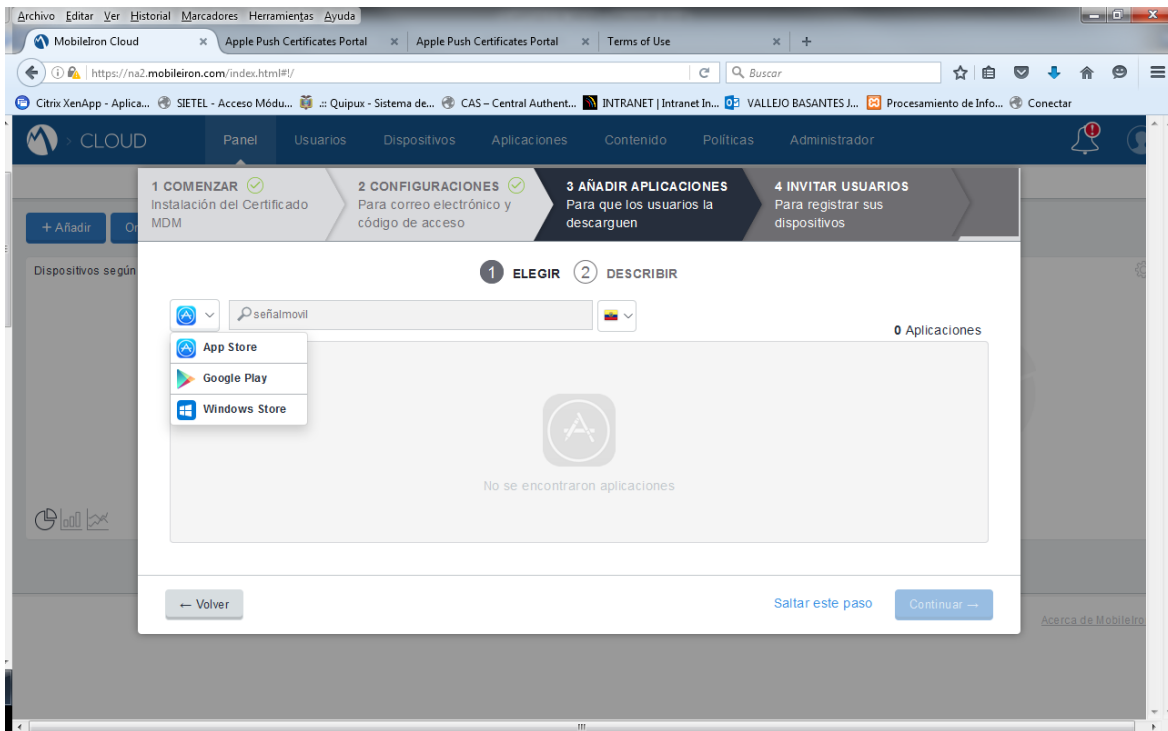 Archivo Editar Ver Historial Marcadores Herramientas Ayuda
MobileIron Cloud × Apple Push Certificates Portal × Apple Push Certificates Portal × Terms of Use × +
https://na2.mobileiron.com/index.html#!/ Buscar
Citrix XenApp - Aplica... SIETEL - Acceso Módu... .:: Quipux - Sistema de... CAS – Central Authent... INTRANET | Intranet In... VALLEJO BASANTES J... Procesamiento de Info... Conectar
CLOUD Panel Usuarios Dispositivos Aplicaciones Contenido Políticas Administrador
1 COMENZAR
Instalación del Certificado
MDM
2 CONFIGURACIONES
Para correo electrónico y
código de acceso
3 AÑADIR APLICACIONES
Para que los usuarios la
descarguen
4 INVITAR USUARIOS
Para registrar sus
dispositivos
+ Añadir Or
Dispositivos según
1 ELEGIR 2 DESCRIBIR
señalmovil
0 Aplicaciones
App Store
Google Play
Windows Store
No se encontraron aplicaciones
← Volver Saltar este paso Continuar →
Acerca de MobileIro